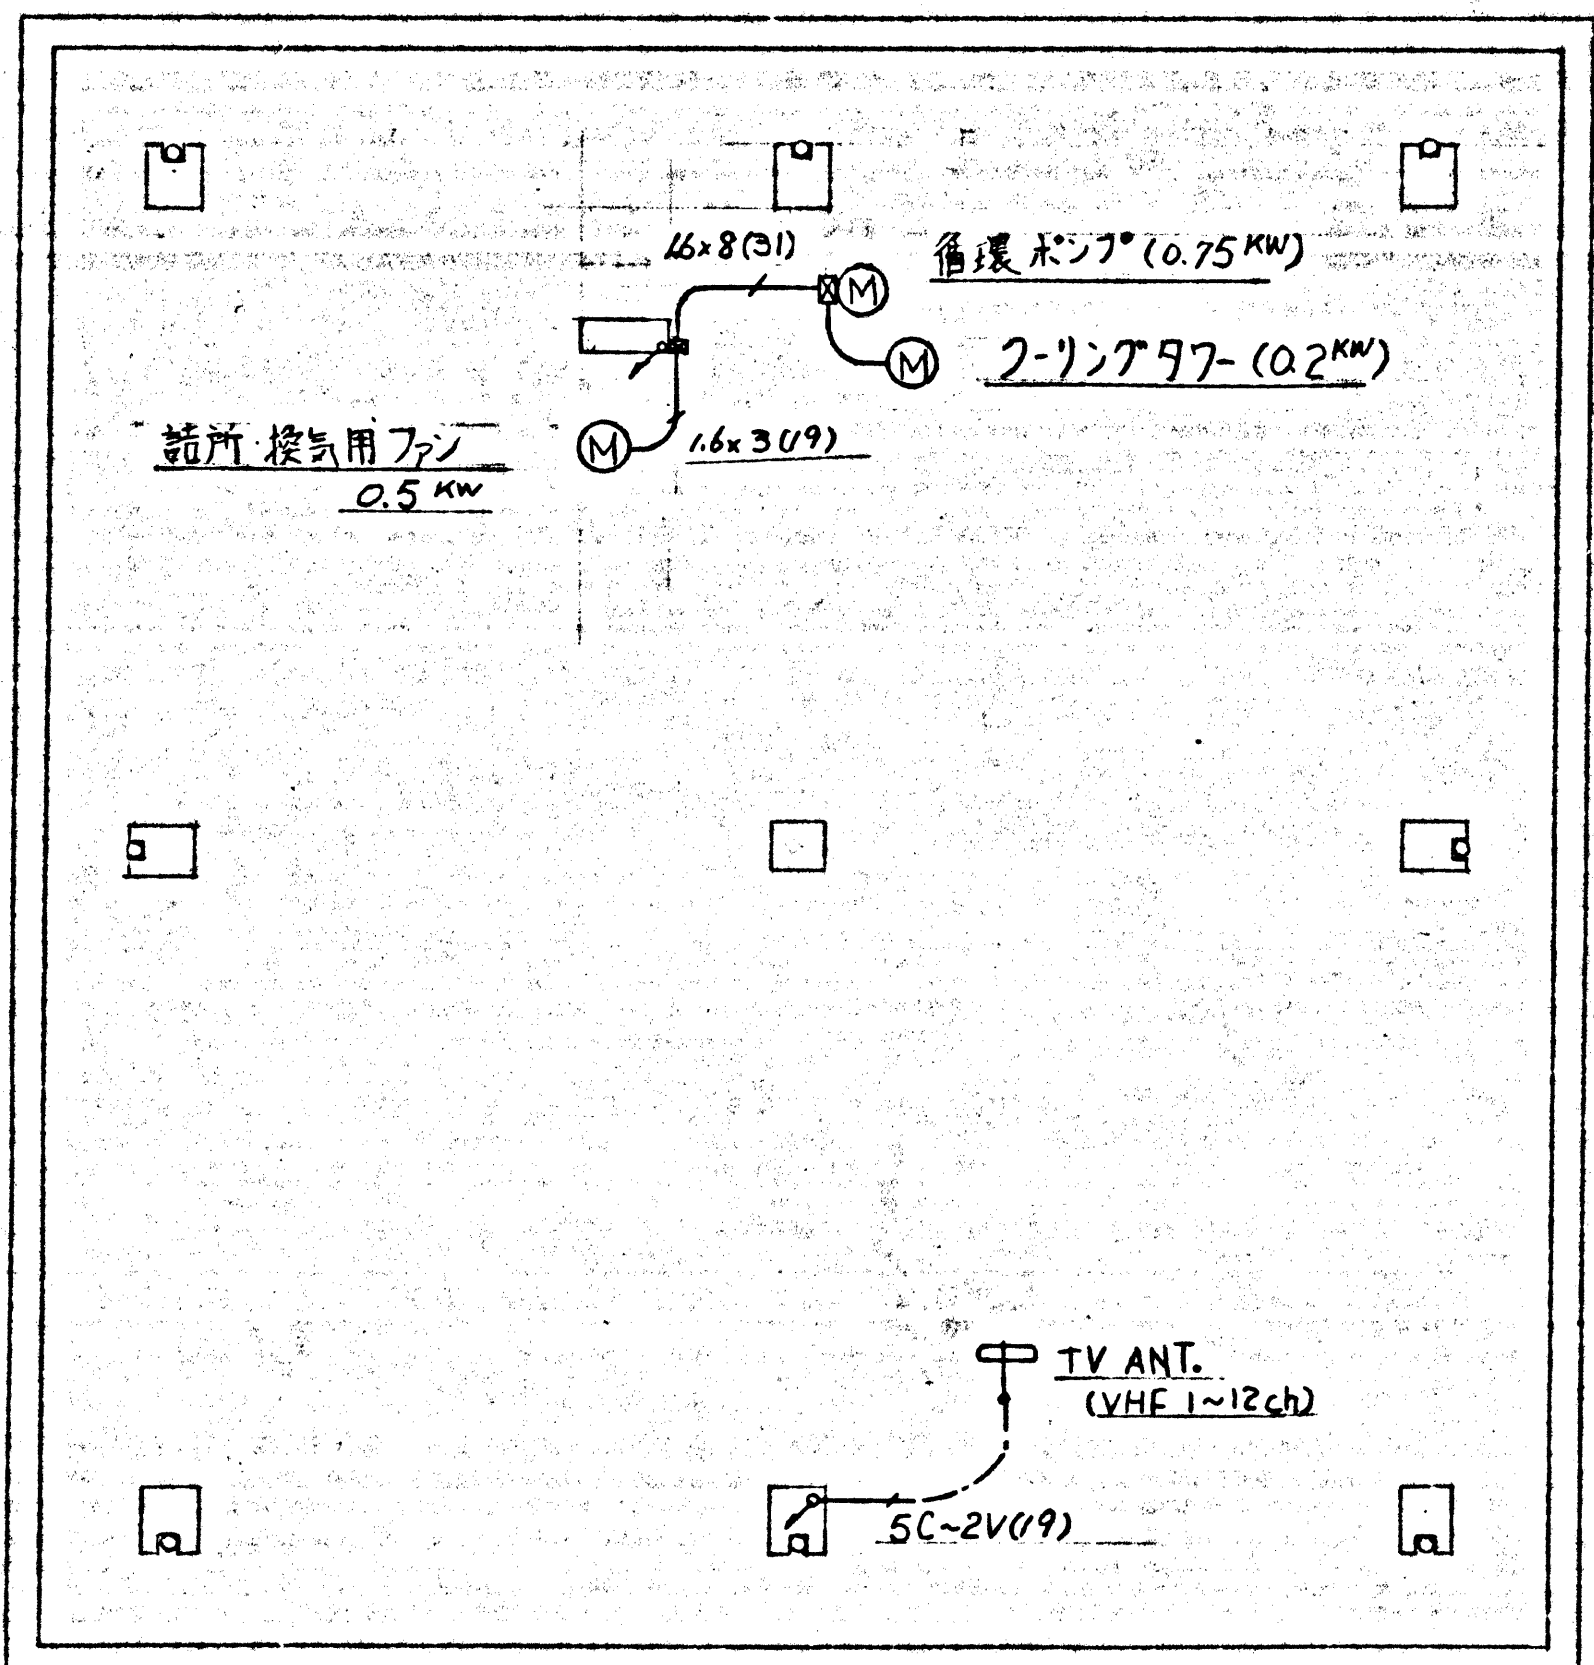 1.6x8(31)
循環ポンプ(0.75KW)
M
クーリングタワー(0.2KW)
M
詰所・換気用ファン
0.5KW
M
1.6x3(19)
TV ANT.
(VHF 1~12ch)
5C~2V(19)